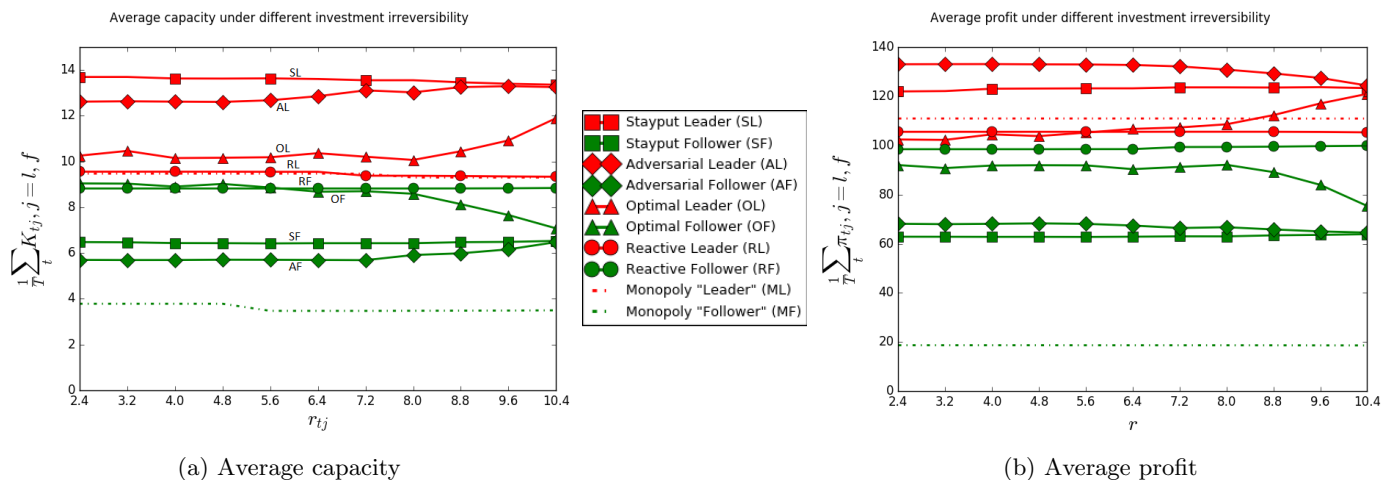 Average capacity under different investment irreversibility
14
12
10
8
6
4
2
0
SL
AL
OL
RL
RF
OF
SF
AF
2.4 3.2 4.0 4.8 5.6 6.4 7.2 8.0 8.8 9.6 10.4
r_{tj}
\frac{1}{T}\sum_t K_{tj}, j = l, f
(a) Average capacity
Stayput Leader (SL)
Stayput Follower (SF)
Adversarial Leader (AL)
Adversarial Follower (AF)
Optimal Leader (OL)
Optimal Follower (OF)
Reactive Leader (RL)
Reactive Follower (RF)
Monopoly "Leader" (ML)
Monopoly "Follower" (MF)
Average profit under different investment irreversibility
140
120
100
80
60
40
20
0
2.4 3.2 4.0 4.8 5.6 6.4 7.2 8.0 8.8 9.6 10.4
r
\frac{1}{T}\sum_t \pi_{tj}, j = l, f
(b) Average profit